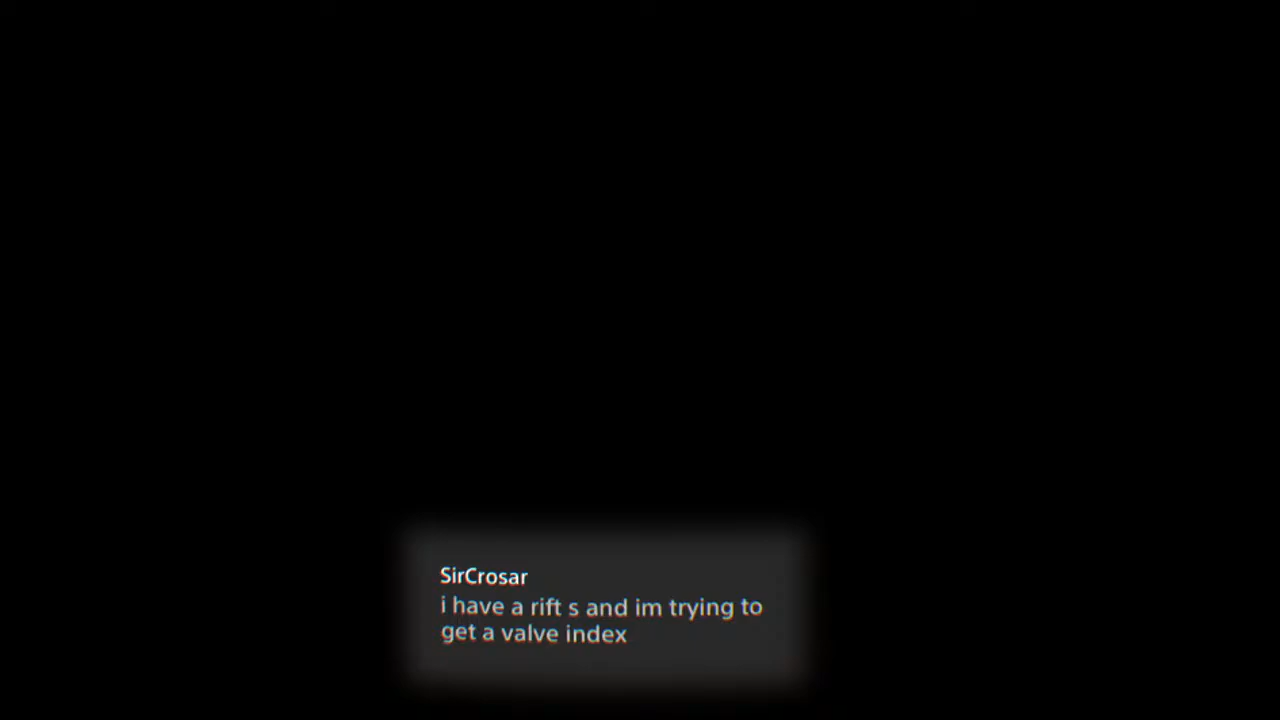 SirCrosar
i have a rift s and im trying to
get a valve index